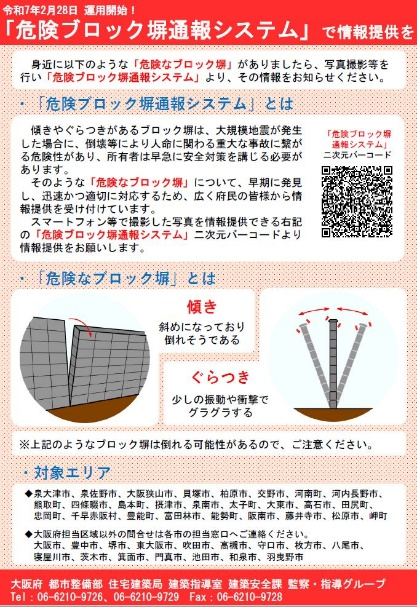 令和7年2月28日 運用開始！
「危険ブロック塀通報システム」で情報提供を
身近に以下のような「危険なブロック塀」がありましたら、写真撮影等を
行い「危険ブロック塀通報システム」より、その情報をお知らせください。
・「危険ブロック塀通報システム」とは
傾きやぐらつきがあるブロック塀は、大規模地震が発生
した場合に、倒壊等により人命に関わる重大な事故に繋が
る危険性があり、所有者は早急に安全対策を講じる必要が
あります。
そのような「危険なブロック塀」について、早期に発見
し、迅速かつ適切に対応するため、広く府民の皆様から情
報提供を受け付けています。
スマートフォン等で撮影した写真を情報提供できる右記
の「危険ブロック塀通報システム」二次元バーコードより
情報提供をお願いします。
「危険ブロック塀
通報システム」
二次元バーコード
・「危険なブロック塀」とは
傾き
斜めになっており
倒れそうである
ぐらつき
少しの振動や衝撃で
グラグラする
※上記のようなブロック塀は倒れる可能性があるので、ご注意ください。
・対象エリア
◆泉大津市、泉佐野市、大阪狭山市、貝塚市、柏原市、交野市、河南町、河内長野市、
熊取町、四條畷市、島本町、摂津市、泉南市、太子町、大東市、高石市、田尻町、
忠岡町、千早赤阪村、豊能町、富田林市、能勢町、阪南市、藤井寺市、松原市、岬町
◆大阪府担当区域以外の問合せは各市の担当窓口へご連絡ください。
大阪市、豊中市、堺市、東大阪市、吹田市、高槻市、守口市、枚方市、八尾市、
寝屋川市、茨木市、箕面市、門真市、池田市、和泉市、羽曳野市
大阪府 都市整備部 住宅建築局 建築指導室 建築安全課 監察・指導グループ
Tel：06-6210-9726、06-6210-9729 Fax：06-6210-9728